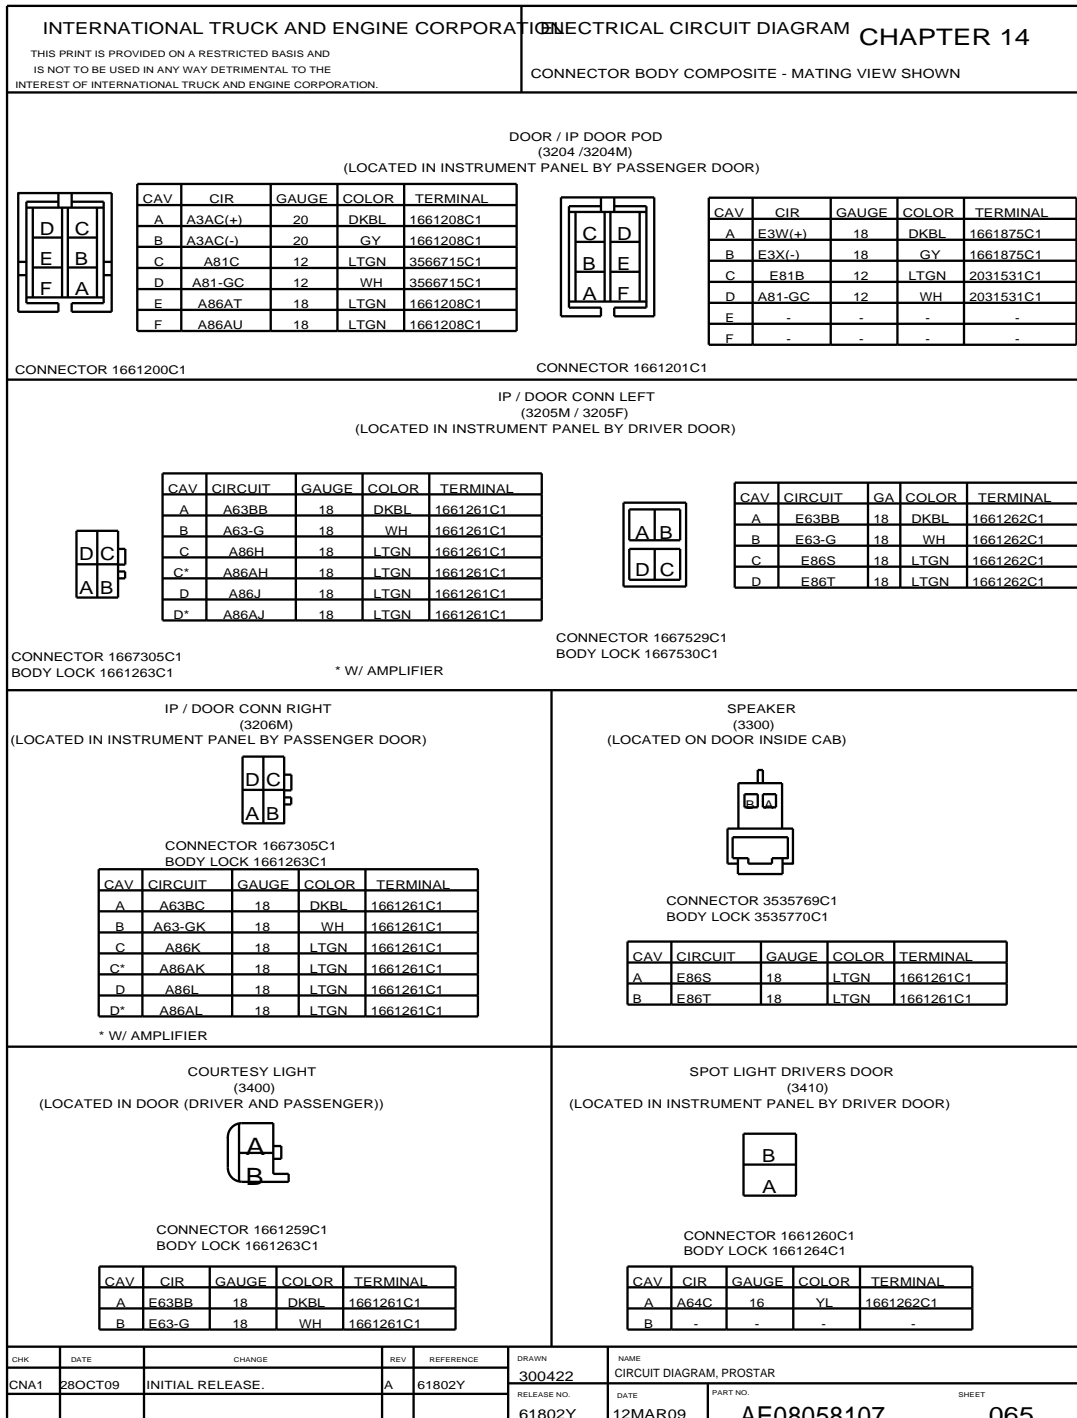 INTERNATIONAL TRUCK AND ENGINE CORPORATION
THIS PRINT IS PROVIDED ON A RESTRICTED BASIS AND
IS NOT TO BE USED IN ANY WAY DETRIMENTAL TO THE
INTEREST OF INTERNATIONAL TRUCK AND ENGINE CORPORATION.
ELECTRICAL CIRCUIT DIAGRAM CHAPTER 14
CONNECTOR BODY COMPOSITE - MATING VIEW SHOWN
DOOR / IP DOOR POD
(3204 /3204M)
(LOCATED IN INSTRUMENT PANEL BY PASSENGER DOOR)
D C
E B
F A
CAV CIR GAUGE COLOR TERMINAL
A A3AC(+) 20 DKBL 1661208C1
B A3AC(-) 20 GY 1661208C1
C A81C 12 LTGN 3566715C1
D A81-GC 12 WH 3566715C1
E A86AT 18 LTGN 1661208C1
F A86AU 18 LTGN 1661208C1
CONNECTOR 1661200C1
C D
B E
A F
CAV CIR GAUGE COLOR TERMINAL
A E3W(+) 18 DKBL 1661875C1
B E3X(-) 18 GY 1661875C1
C E81B 12 LTGN 2031531C1
D A81-GC 12 WH 2031531C1
E - - - -
F - - - -
CONNECTOR 1661201C1
IP / DOOR CONN LEFT
(3205M / 3205F)
(LOCATED IN INSTRUMENT PANEL BY DRIVER DOOR)
D C
A B
CAV CIRCUIT GAUGE COLOR TERMINAL
A A63BB 18 DKBL 1661261C1
B A63-G 18 WH 1661261C1
C A86H 18 LTGN 1661261C1
C* A86AH 18 LTGN 1661261C1
D A86J 18 LTGN 1661261C1
D* A86AJ 18 LTGN 1661261C1
CONNECTOR 1667305C1
BODY LOCK 1661263C1
* W/ AMPLIFIER
A B
D C
CAV CIRCUIT GA COLOR TERMINAL
A E63BB 18 DKBL 1661262C1
B E63-G 18 WH 1661262C1
C E86S 18 LTGN 1661262C1
D E86T 18 LTGN 1661262C1
CONNECTOR 1667529C1
BODY LOCK 1667530C1
IP / DOOR CONN RIGHT
(3206M)
(LOCATED IN INSTRUMENT PANEL BY PASSENGER DOOR)
D C
A B
CONNECTOR 1667305C1
BODY LOCK 1661263C1
CAV CIRCUIT GAUGE COLOR TERMINAL
A A63BC 18 DKBL 1661261C1
B A63-GK 18 WH 1661261C1
C A86K 18 LTGN 1661261C1
C* A86AK 18 LTGN 1661261C1
D A86L 18 LTGN 1661261C1
D* A86AL 18 LTGN 1661261C1
* W/ AMPLIFIER
SPEAKER
(3300)
(LOCATED ON DOOR INSIDE CAB)
B A
CONNECTOR 3535769C1
BODY LOCK 3535770C1
CAV CIRCUIT GAUGE COLOR TERMINAL
A E86S 18 LTGN 1661261C1
B E86T 18 LTGN 1661261C1
COURTESY LIGHT
(3400)
(LOCATED IN DOOR (DRIVER AND PASSENGER))
A
B
CONNECTOR 1661259C1
BODY LOCK 1661263C1
CAV CIR GAUGE COLOR TERMINAL
A E63BB 18 DKBL 1661261C1
B E63-G 18 WH 1661261C1
SPOT LIGHT DRIVERS DOOR
(3410)
(LOCATED IN INSTRUMENT PANEL BY DRIVER DOOR)
B
A
CONNECTOR 1661260C1
BODY LOCK 1661264C1
CAV CIR GAUGE COLOR TERMINAL
A A64C 16 YL 1661262C1
B - - - -
CHK DATE CHANGE REV REFERENCE
CNA1 28OCT09 INITIAL RELEASE. A 61802Y
DRAWN
300422
NAME
CIRCUIT DIAGRAM, PROSTAR
RELEASE NO. DATE PART NO. SHEET
61802Y 12MAR09 AE08058107 065